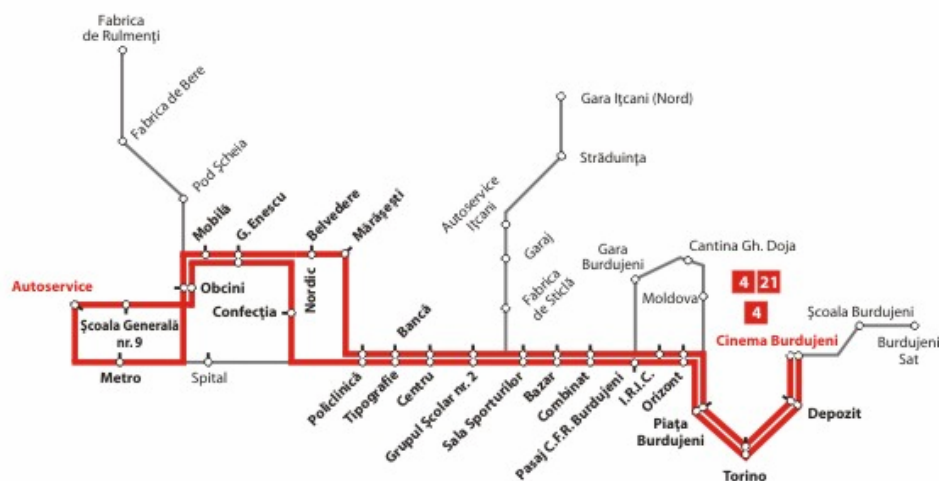 Fabrica
de Rulmenți
Fabrica de Bere
Pod Șcheia
Mobilă
G. Enescu
Belvedere
Mărășești
Autoservice
Școala Generală
nr. 9
Metro
Obcini
Spital
Confecția
Nordic
Policlinică
Tipografie
Bancă
Centru
Grupul Școlar nr. 2
Sala Sporturilor
Bazar
Combinat
Pasaj C.F.R. Burdujeni
I.R.I.C.
Orizont
Gara Ițcani (Nord)
Străduința
Autoservice
Ițcani
Garaj
Fabrica
de Sticlă
Gara
Burdujeni
Cantina Gh. Doja
Moldova
4 21
4
Cinema Burdujeni
Școala Burdujeni
Burdujeni
Sat
Piața
Burdujeni
Depozit
Torino